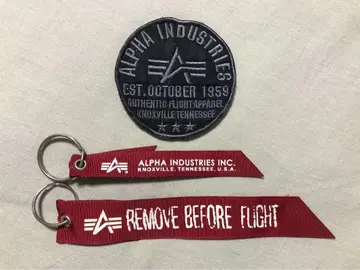 ALPHA INDUSTRIES
EST. OCTOBER 1959
AUTHENTIC FLIGHT APPAREL
KNOXVILLE TENNESSEE
ALPHA INDUSTRIES INC.
KNOXVILLE, TENNESSEE, U.S.A.
REMOVE BEFORE FLIGHT